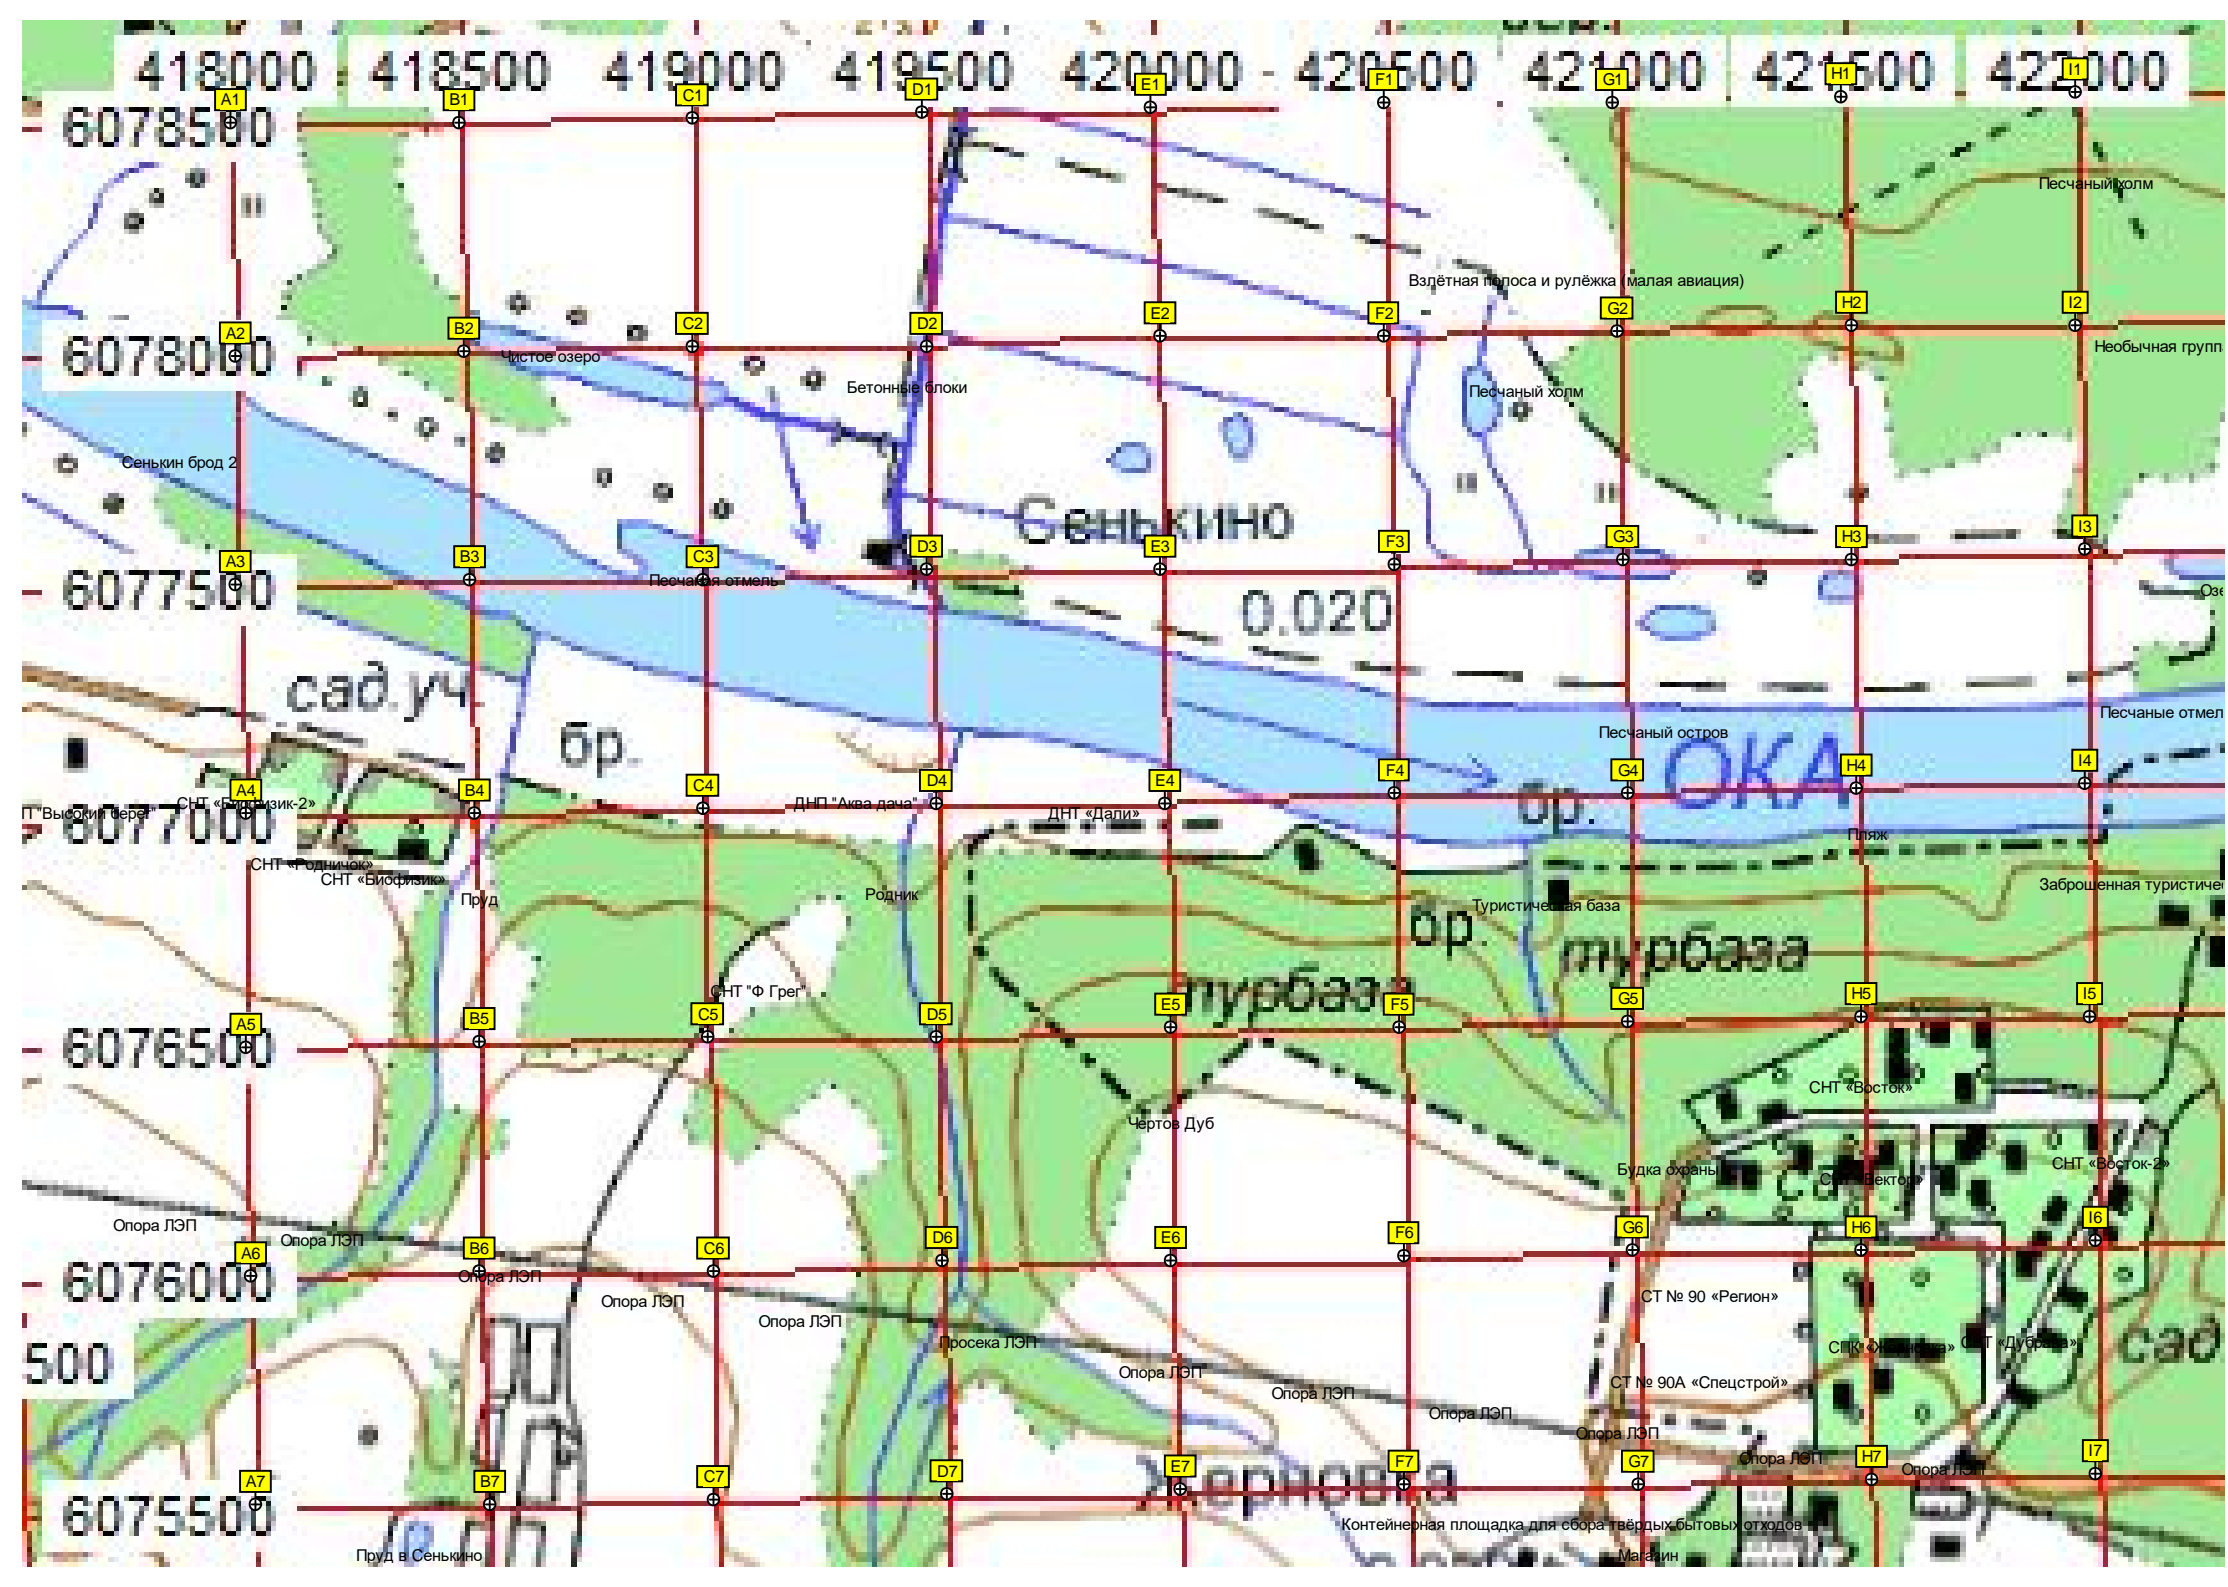 418000 418500 419000 419500 420000 420500 421000 421500 422000
A1 B1 C1 D1 E1 F1 G1 H1 I1
6078500
Песчаный холм
Взлётная полоса и рулёжка (малая авиация)
A2 B2 C2 D2 E2 F2 G2 H2 I2
6078000
Чистое озеро
Необычная групп
Бетонные блоки
Песчаный холм
Сенькин брод 2
Сенькино
A3 B3 C3 D3 E3 F3 G3 H3 I3
6077500
Песчаная отмель
Озе
0.020
сад.уч.
Песчаные отмел
бр.
Песчаный остров
ОКА
A4 B4 C4 D4 E4 F4 G4 H4 I4
СНТ «Биофизик-2»
ДНП "Аква дача"
ДНТ «Дали»
бр.
П "Высокий берег"
6077000
Пляж
СНТ «Родничок»
СНТ «Биофизик»
Пруд
Родник
Заброшенная туристичес
Туристическая база
бр.
турбаза
турбаза
СНТ "Ф Грег"
A5 B5 C5 D5 E5 F5 G5 H5 I5
6076500
СНТ «Восток»
Чертов Дуб
Будка охраны
СНТ «Восток-2»
СНТ «Вектор»
Опора ЛЭП
Опора ЛЭП
A6 B6 C6 D6 E6 F6 G6 H6 I6
6076000
Опора ЛЭП
Опора ЛЭП
СТ № 90 «Регион»
Опора ЛЭП
Просека ЛЭП
500
СНТ «Дубрава»
сад
Опора ЛЭП
Опора ЛЭП
СТ № 90А «Спецстрой»
Опора ЛЭП
Опора ЛЭП
Опора ЛЭП
Опора ЛЭП
A7 B7 C7 D7 E7 F7 G7 H7 I7
Жерновка
6075500
Контейнерная площадка для сбора твёрдых бытовых отходов
Пруд в Сенькино
Магазин